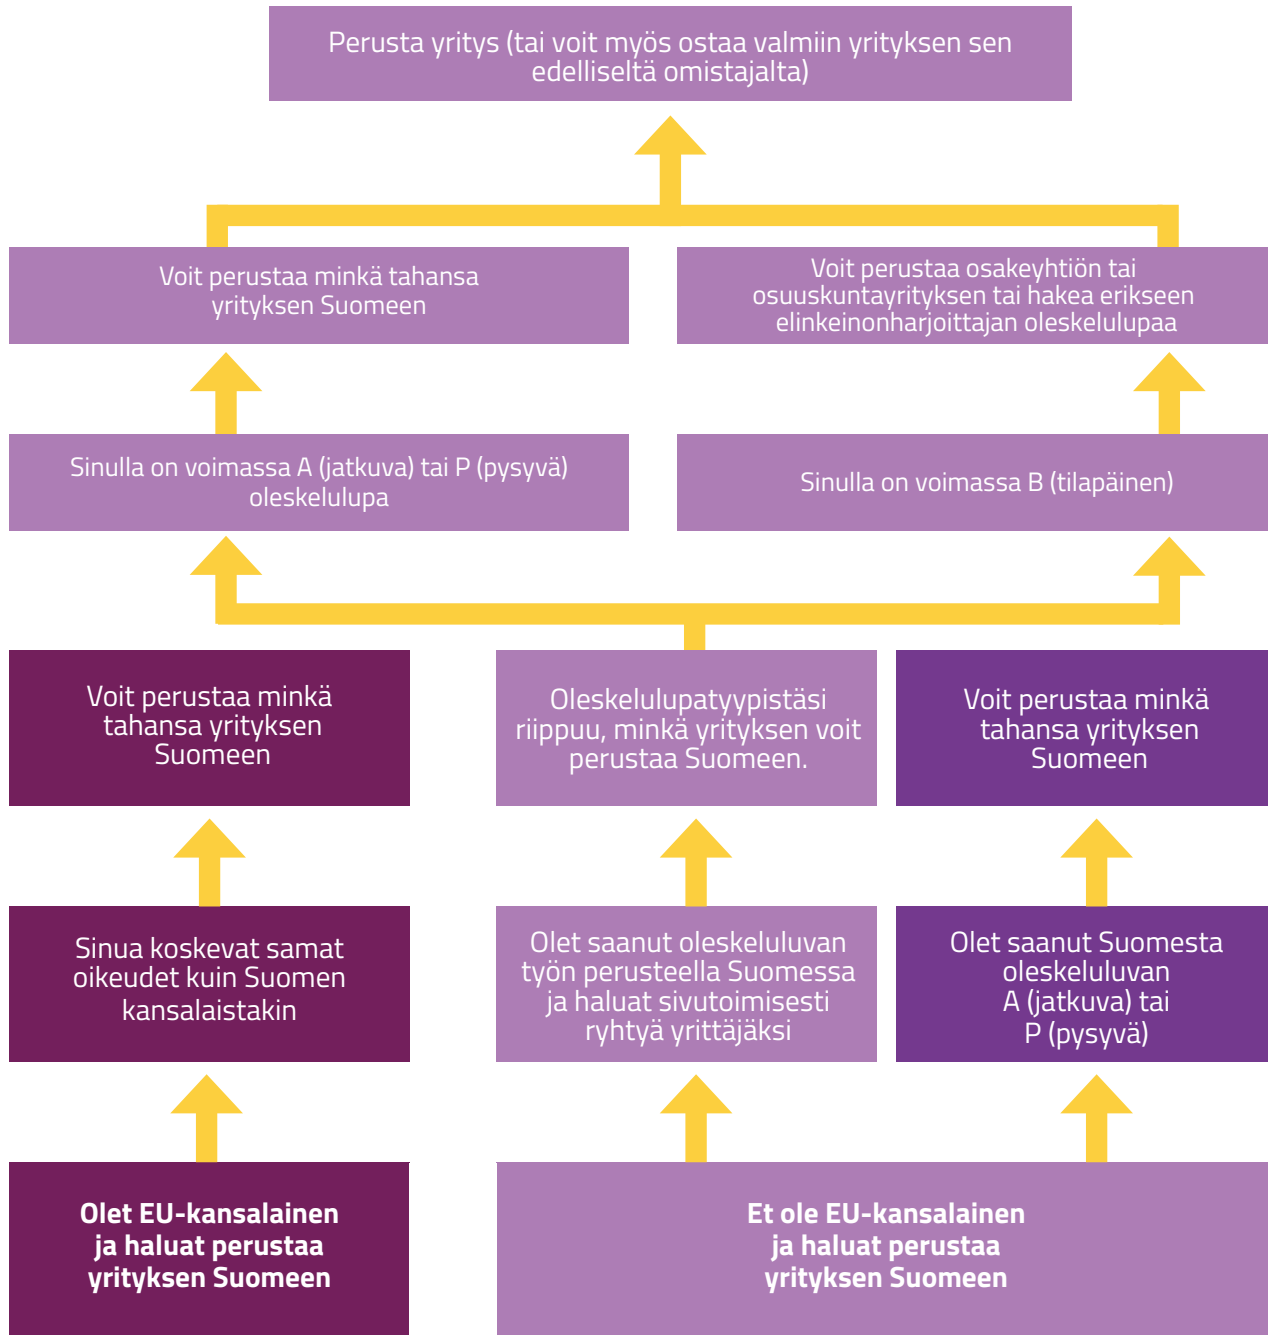 Perusta yritys (tai voit myös ostaa valmiin yrityksen sen
edelliseltä omistajalta)
Voit perustaa minkä tahansa
yrityksen Suomeen
Voit perustaa osakeyhtiön tai
osuuskuntayrityksen tai hakea erikseen
elinkeinonharjoittajan oleskelulupaa
Sinulla on voimassa A (jatkuva) tai P (pysyvä)
oleskelulupa
Sinulla on voimassa B (tilapäinen)
Voit perustaa minkä
tahansa yrityksen
Suomeen
Oleskelulupatyypistäsi
riippuu, minkä yrityksen voit
perustaa Suomeen.
Voit perustaa minkä
tahansa yrityksen
Suomeen
Sinua koskevat samat
oikeudet kuin Suomen
kansalaistakin
Olet saanut oleskeluluvan
työn perusteella Suomessa
ja haluat sivutoimisesti
ryhtyä yrittäjäksi
Olet saanut Suomesta
oleskeluluvan
A (jatkuva) tai
P (pysyvä)
Olet EU-kansalainen
ja haluat perustaa
yrityksen Suomeen
Et ole EU-kansalainen
ja haluat perustaa
yrityksen Suomeen